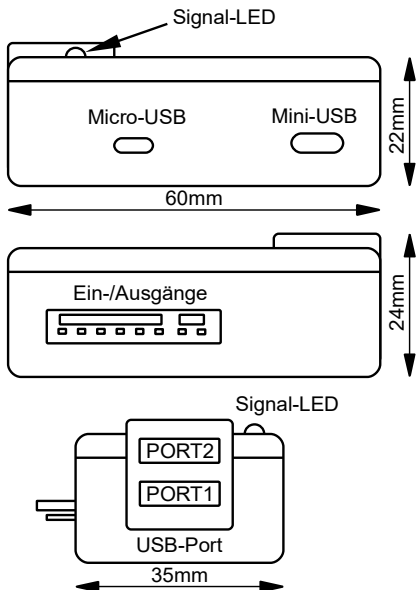 Signal-LED
Micro-USB
Mini-USB
22mm
60mm
Ein-/Ausgänge
24mm
Signal-LED
PORT2
PORT1
USB-Port
35mm